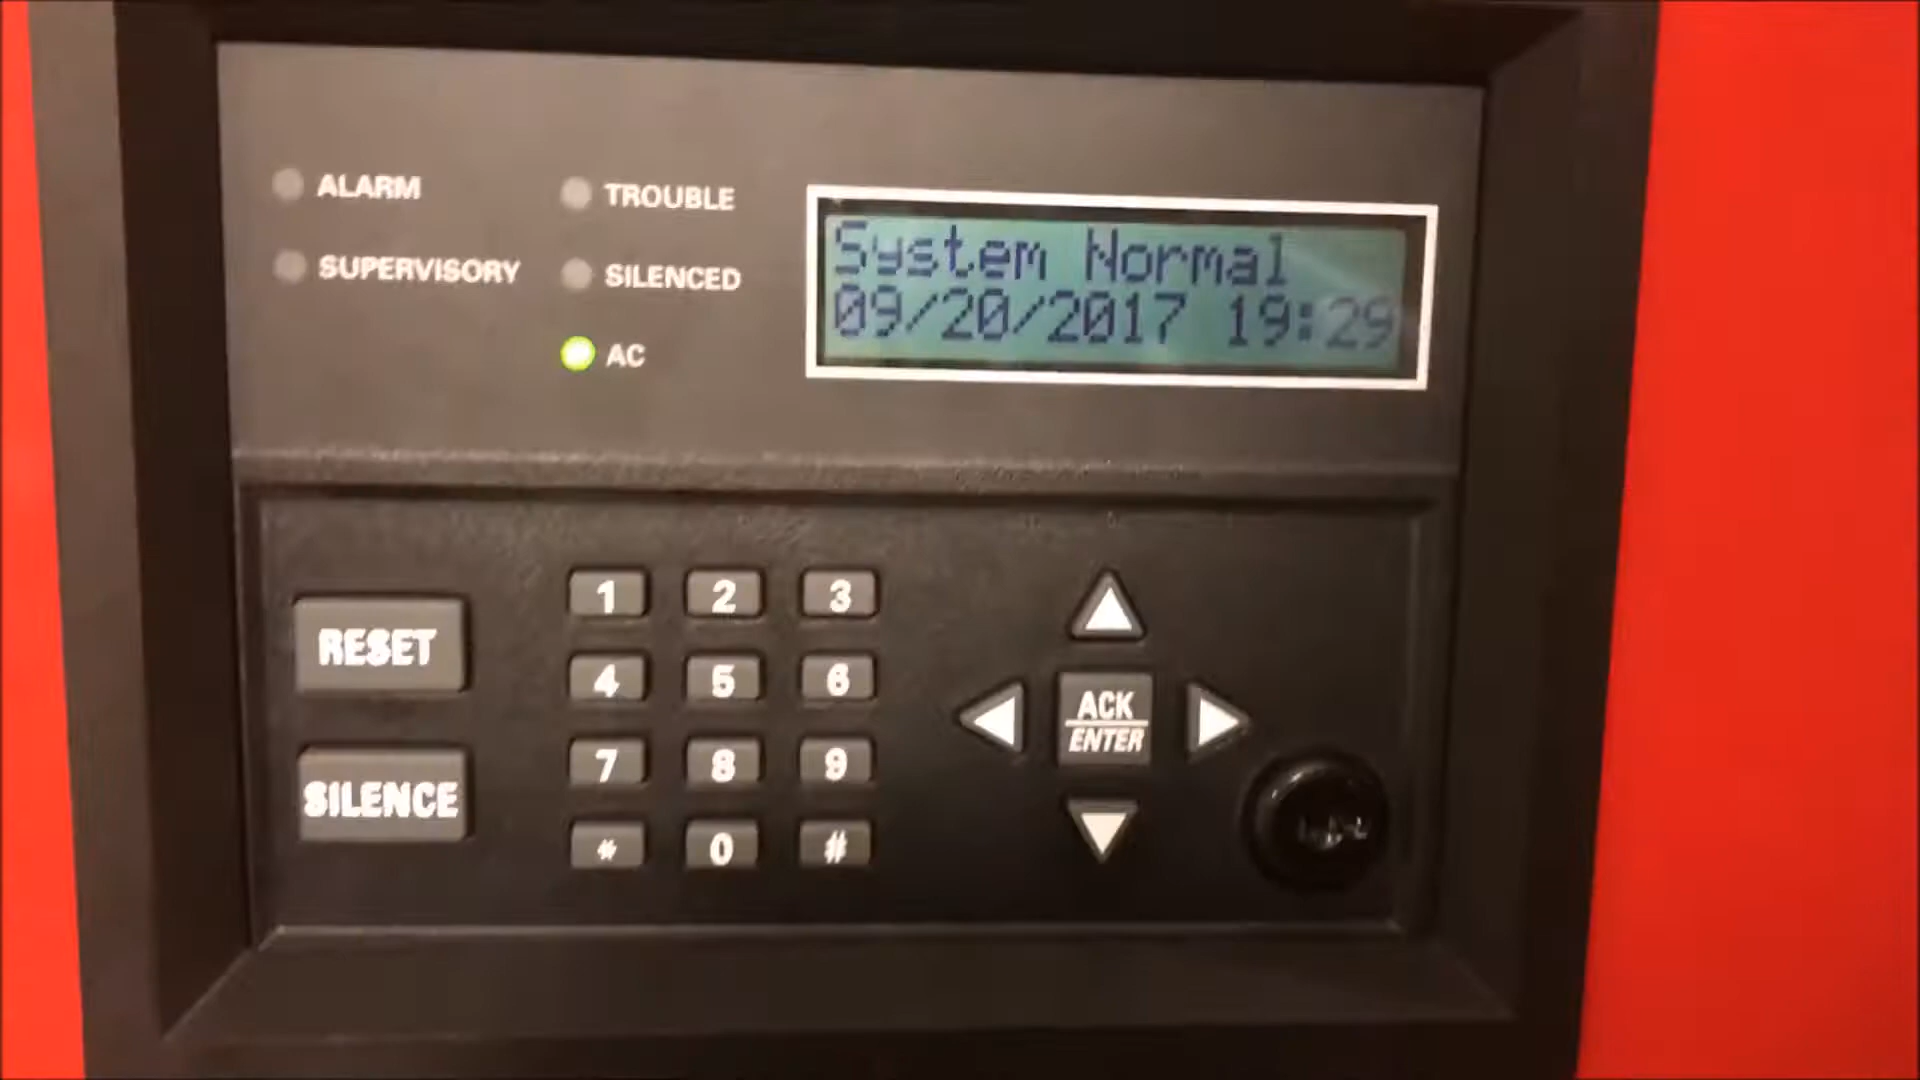 ALARM
TROUBLE
SUPERVISORY
SILENCED
AC
System Normal
09/20/2017 19:29
RESET
SILENCE
1 2 3
4 5 6
7 8 9
* 0 #
ACK
ENTER